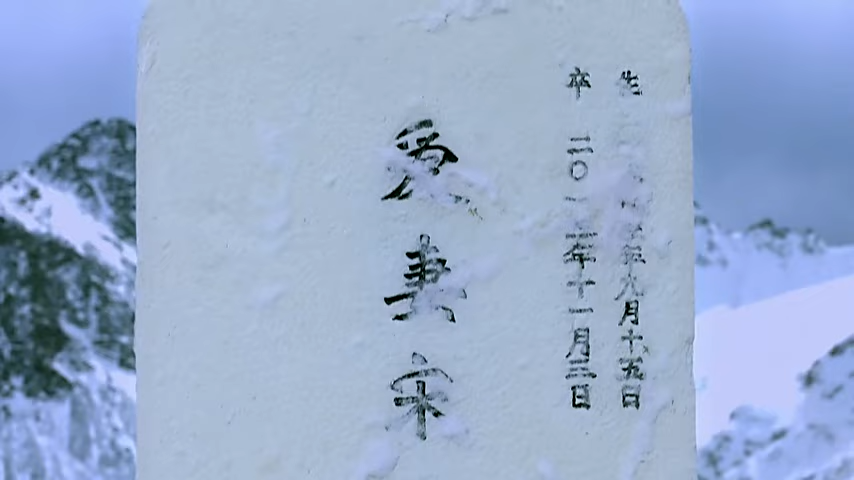 生 年九月十五日
卒 二〇一二年十一月三日
爱妻宋